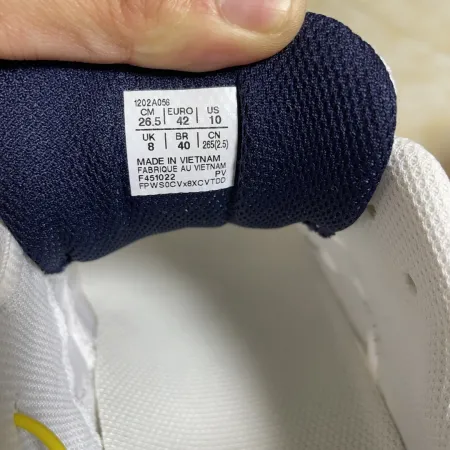 1202A056
CM EURO US
26.5 42 10
UK BR CN
8 40 265(2.5)
MADE IN VIETNAM
FABRIQUE AU VIETNAM
F451022 PV
FPWS0CVx8XCVTDD